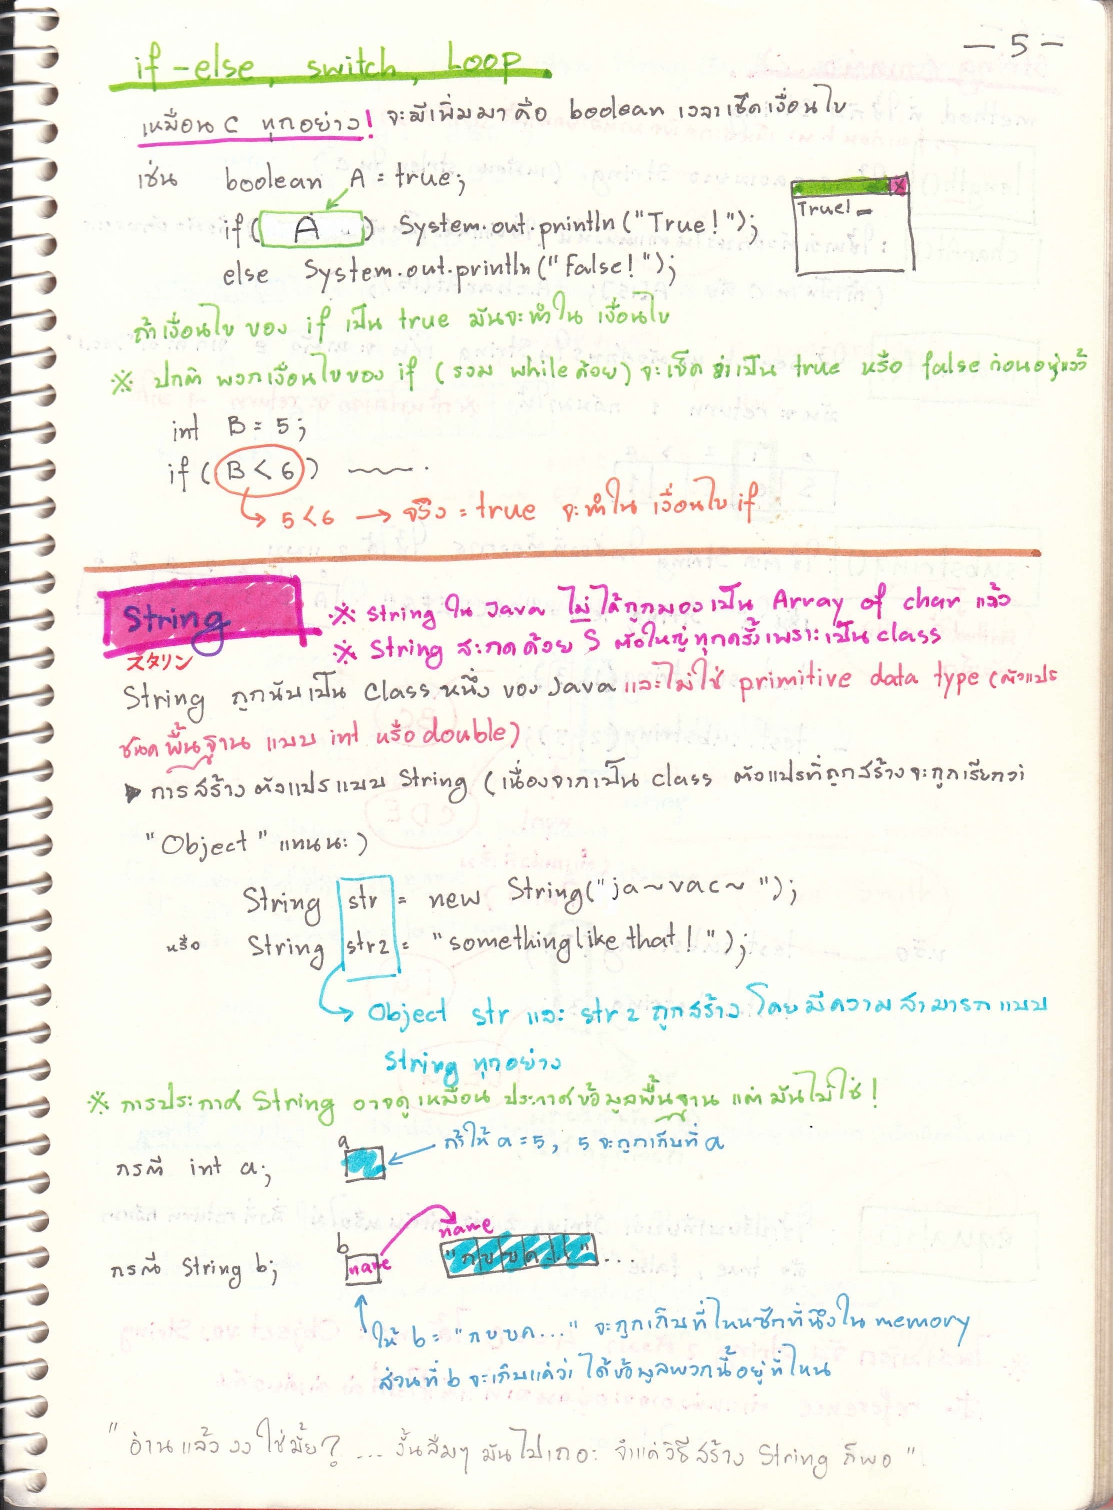 — 5 —
if-else, switch, Loop.
เหมือน C ทุกอย่าง! จะมีเพิ่มมาคือ boolean เวลาเช็คเงื่อนไข
เช่น boolean A = true;
if( A ) System.out.println("True!");
else System.out.println("False!");
True!_
x
ถ้าเงื่อนไข ของ if เป็น true มันจะทำใน เงื่อนไข
※ ปกติ พวกเงื่อนไขของ if (รวม while ด้วย) จะเช็ค ว่าเป็น true หรือ false ก่อนอยู่แล้ว
int B = 5;
if ( B < 6 )
5 < 6 → จริง = true จะทำใน เงื่อนไข if
String
スタリン
※ String ใน Java ไม่ได้ถูกมองเป็น Array of char แล้ว
※ String สะกดด้วย S ตัวใหญ่ทุกครั้งเพราะเป็น class
String ถูกนับเป็น Class หนึ่ง ของ Java และไม่ใช่ primitive data type (ตัวแปร
ชนิดพื้นฐาน แบบ int หรือ double)
▶ การสร้าง ตัวแปรแบบ String (เนื่องจากเป็น class ตัวแปรที่ถูกสร้างจะถูกเรียกว่า
"Object" แทนนะ)
String str = new String("ja~vac~ ");
หรือ String str2 = "something like that! ");
Object str และ str 2 ถูกสร้าง โดยมีความสามารถแบบ
String ทุกอย่าง
※ การประกาศ String อาจดูเหมือน ประกาศข้อมูลพื้นฐาน แต่มันไม่ใช่!
กรณี int a;
a
ถ้าให้ a = 5, 5 จะถูกเก็บที่ a
กรณี String b;
b
name
name
"กขขค..." ...
ให้ b = "กขขค..." จะถูกเก็บที่ไหนซักที่นึงใน memory
ส่วนที่ b จะเก็บแค่ว่า ได้ข้อมูลพวกนี้อยู่ที่ไหน
"อ่านแล้ว งง ใช่มั้ย? ... งั้นลืมๆ มันไปเถอะ จำแค่วิธีสร้าง String ก็พอ"